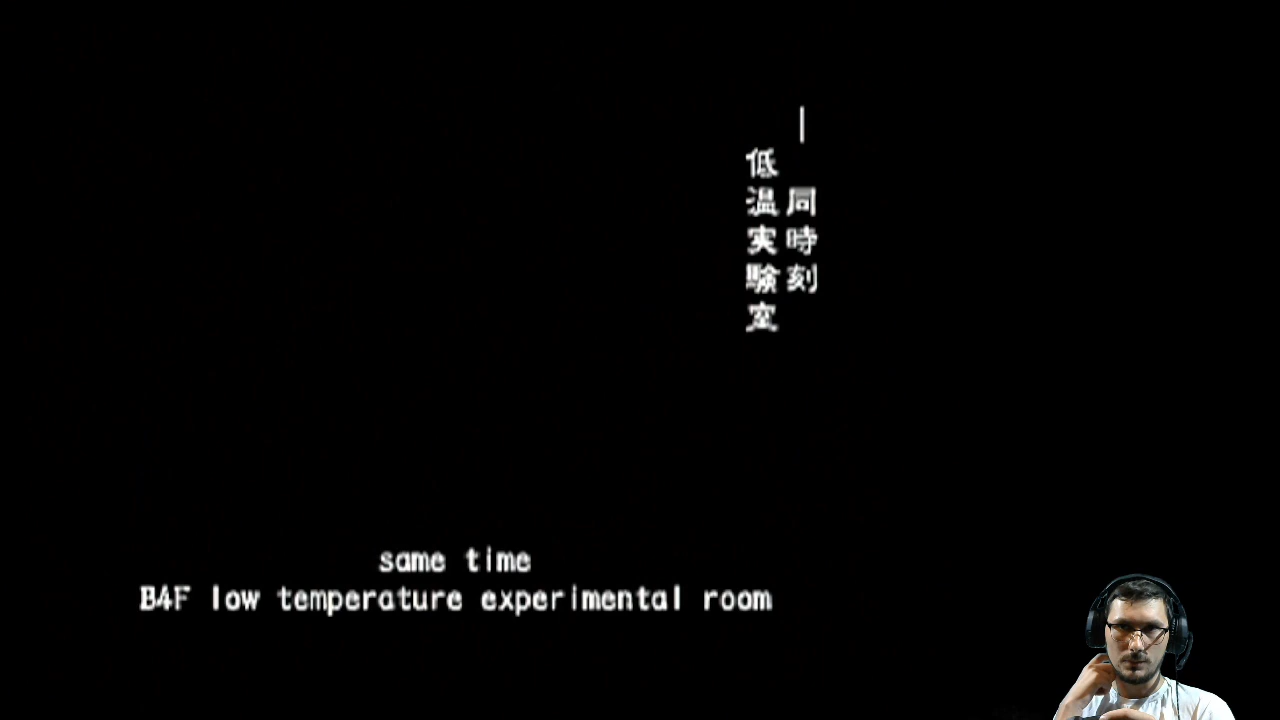 ―同時刻
低温実験室
same time
B4F low temperature experimental room